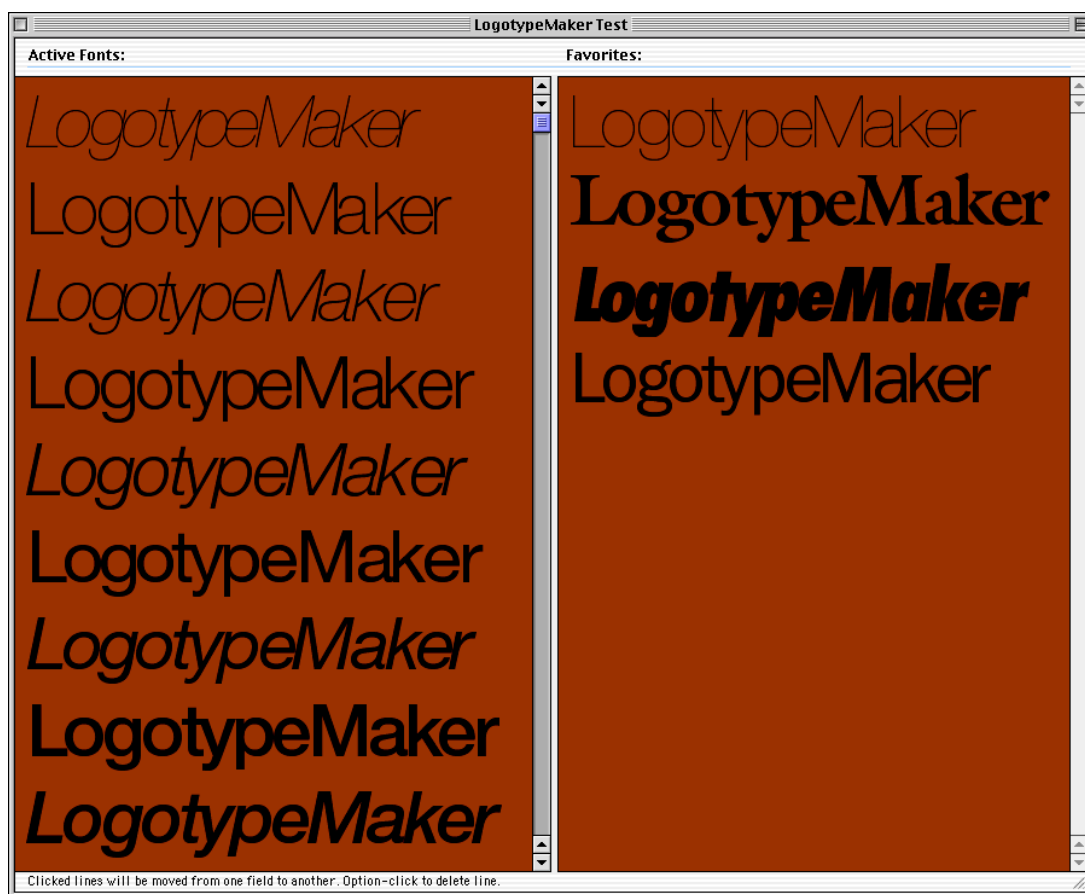 LogotypeMaker Test
Active Fonts:
LogotypeMaker
LogotypeMaker
LogotypeMaker
LogotypeMaker
LogotypeMaker
LogotypeMaker
LogotypeMaker
LogotypeMaker
LogotypeMaker
Favorites:
LogotypeMaker
LogotypeMaker
LogotypeMaker
LogotypeMaker
Clicked lines will be moved from one field to another. Option-click to delete line.